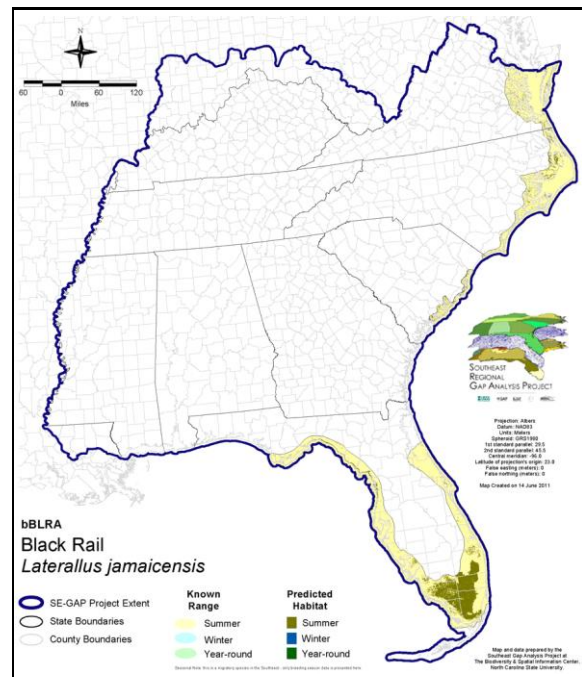 N
60 0 60 120
Miles
SOUTHEAST
REGIONAL
GAP ANALYSIS PROJECT
Projection: Albers
Datum: NAD83
Units: Meters
Spheroid: GRS1980
1st standard parallel: 29.5
2nd standard parallel: 45.5
Central meridian: -96.0
Latitude of projection's origin: 23.0
False easting (meters): 0
False northing (meters): 0
Map Created on 14 June 2011
bBLRA
Black Rail
Laterallus jamaicensis
SE-GAP Project Extent
State Boundaries
County Boundaries
Known
Range
Summer
Winter
Year-round
Predicted
Habitat
Summer
Winter
Year-round
Map and data prepared by the
Southeast Gap Analysis Project at
The Biodiversity & Spatial Information Center,
North Carolina State University.